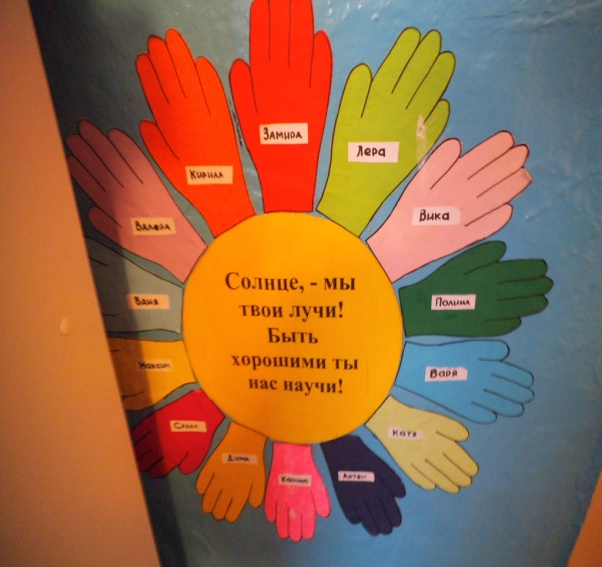 Замира
Лера
Вика
Полина
Варя
Катя
Антон
Дима
Максим
Ваня
Валера
Кирилл
Солнце, - мы
твои лучи!
Быть
хорошими ты
нас научи!